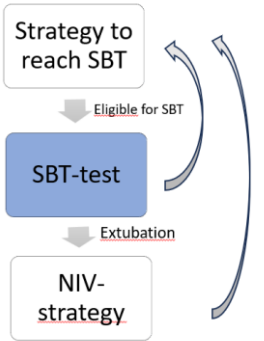 Strategy to
reach SBT
Eligible for SBT
SBT-test
Extubation
NIV-
strategy